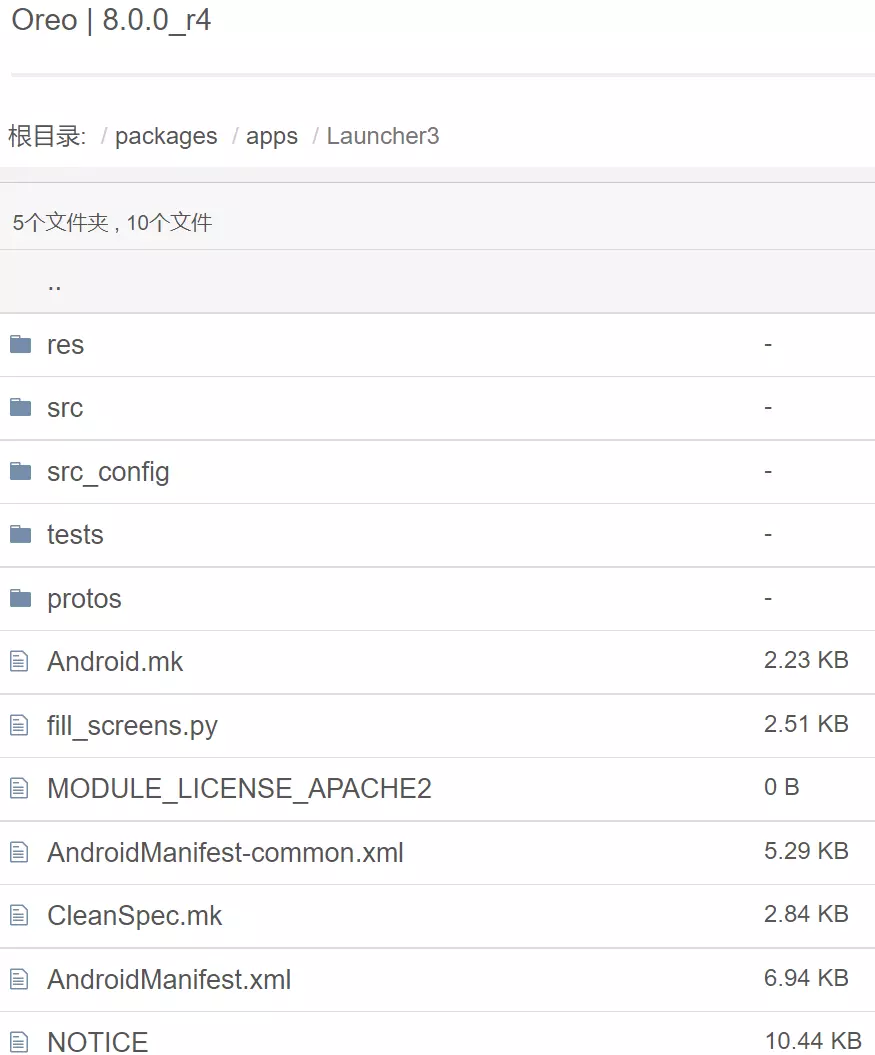 Oreo | 8.0.0_r4
根目录: / packages / apps / Launcher3
5个文件夹 , 10个文件
..
res -
src -
src_config -
tests -
protos -
Android.mk 2.23 KB
fill_screens.py 2.51 KB
MODULE_LICENSE_APACHE2 0 B
AndroidManifest-common.xml 5.29 KB
CleanSpec.mk 2.84 KB
AndroidManifest.xml 6.94 KB
NOTICE 10.44 KB